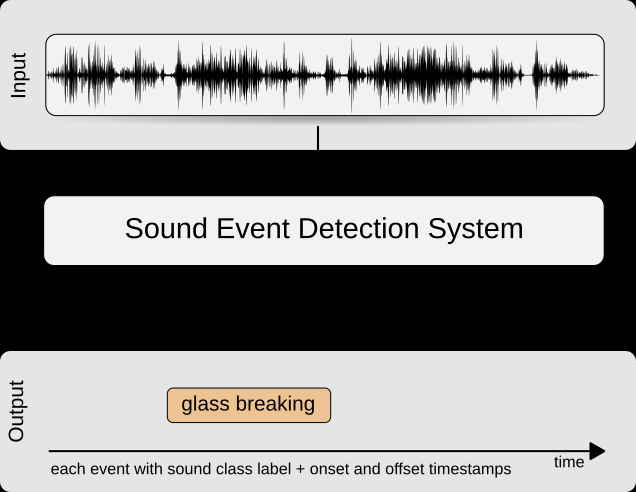 Input
Sound Event Detection System
Output
glass breaking
time
each event with sound class label + onset and offset timestamps